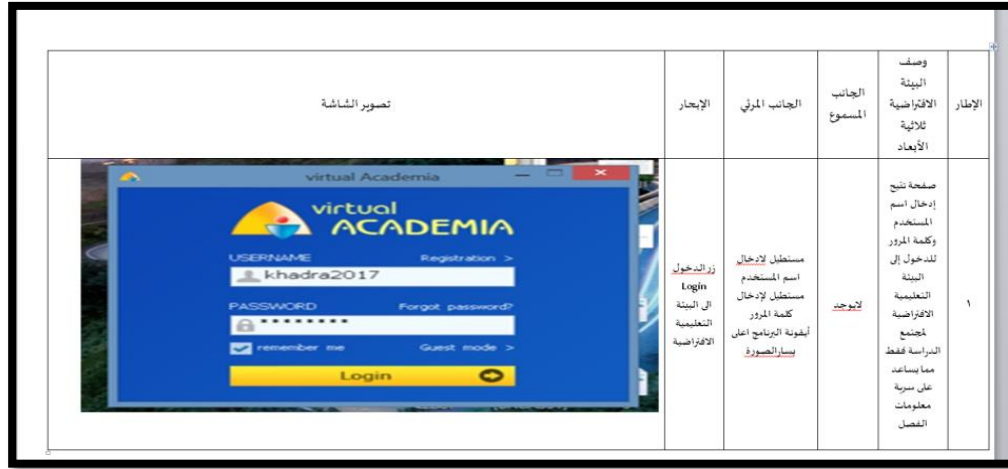 الإطار
وصف
البيئة
الافتراضية
ثلاثية
الأبعاد
الجانب
المسموع
الجانب المرئي
الإبحار
تصوير الشاشة
١
صفحة تتيح
إدخال اسم
المستخدم
وكلمة المرور
للدخول إلى
البيئة
التعليمية
الافتراضية
لمجتمع
الدراسة فقط
مما يساعد
على سرية
معلومات
الفصل
لايوجد
مستطيل لإدخال
اسم المستخدم
مستطيل لإدخال
كلمة المرور
أيقونة البرنامج اعلى
يسارالصورة
زر الدخول
Login
الى البيئة
التعليمية
الافتراضية
virtual Academia
virtual
ACADEMIA
USERNAME Registration >
khadra2017
PASSWORD Forgot password?
********
remember me Guest mode >
Login